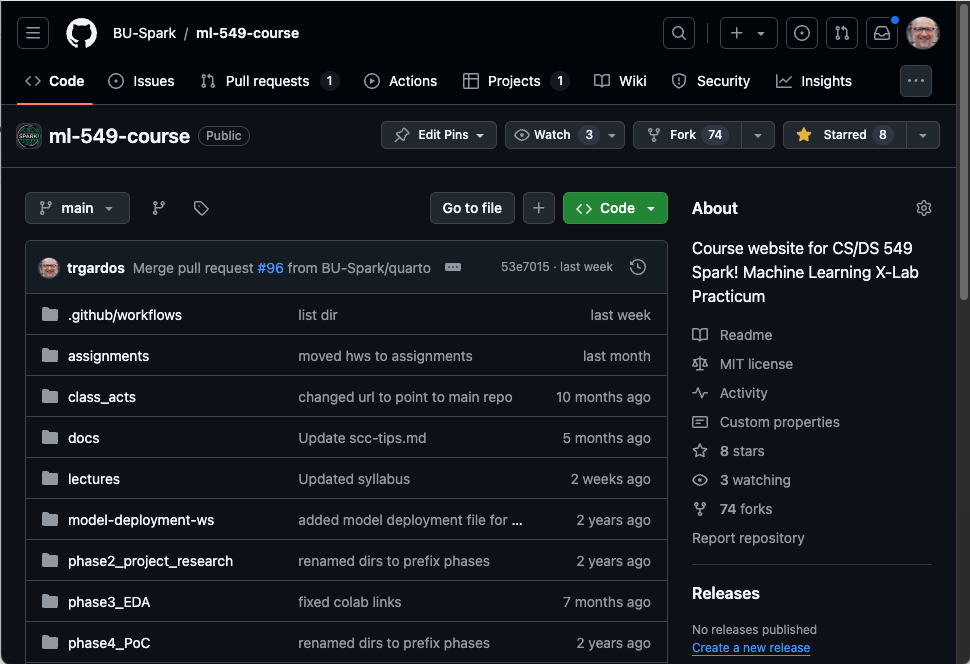 BU-Spark / ml-549-course
Code Issues Pull requests 1 Actions Projects 1 Wiki Security Insights
SPARK! ml-549-course Public Edit Pins Watch 3 Fork 74 Starred 8
main Go to file Code
trgardos Merge pull request #96 from BU-Spark/quarto 53e7015 · last week
.github/workflows list dir last week
assignments moved hws to assignments last month
class_acts changed url to point to main repo 10 months ago
docs Update scc-tips.md 5 months ago
lectures Updated syllabus 2 weeks ago
model-deployment-ws added model deployment file for ... 2 years ago
phase2_project_research renamed dirs to prefix phases 2 years ago
phase3_EDA fixed colab links 7 months ago
phase4_PoC renamed dirs to prefix phases 2 years ago
About
Course website for CS/DS 549
Spark! Machine Learning X-Lab
Practicum
Readme
MIT license
Activity
Custom properties
8 stars
3 watching
74 forks
Report repository
Releases
No releases published
Create a new release